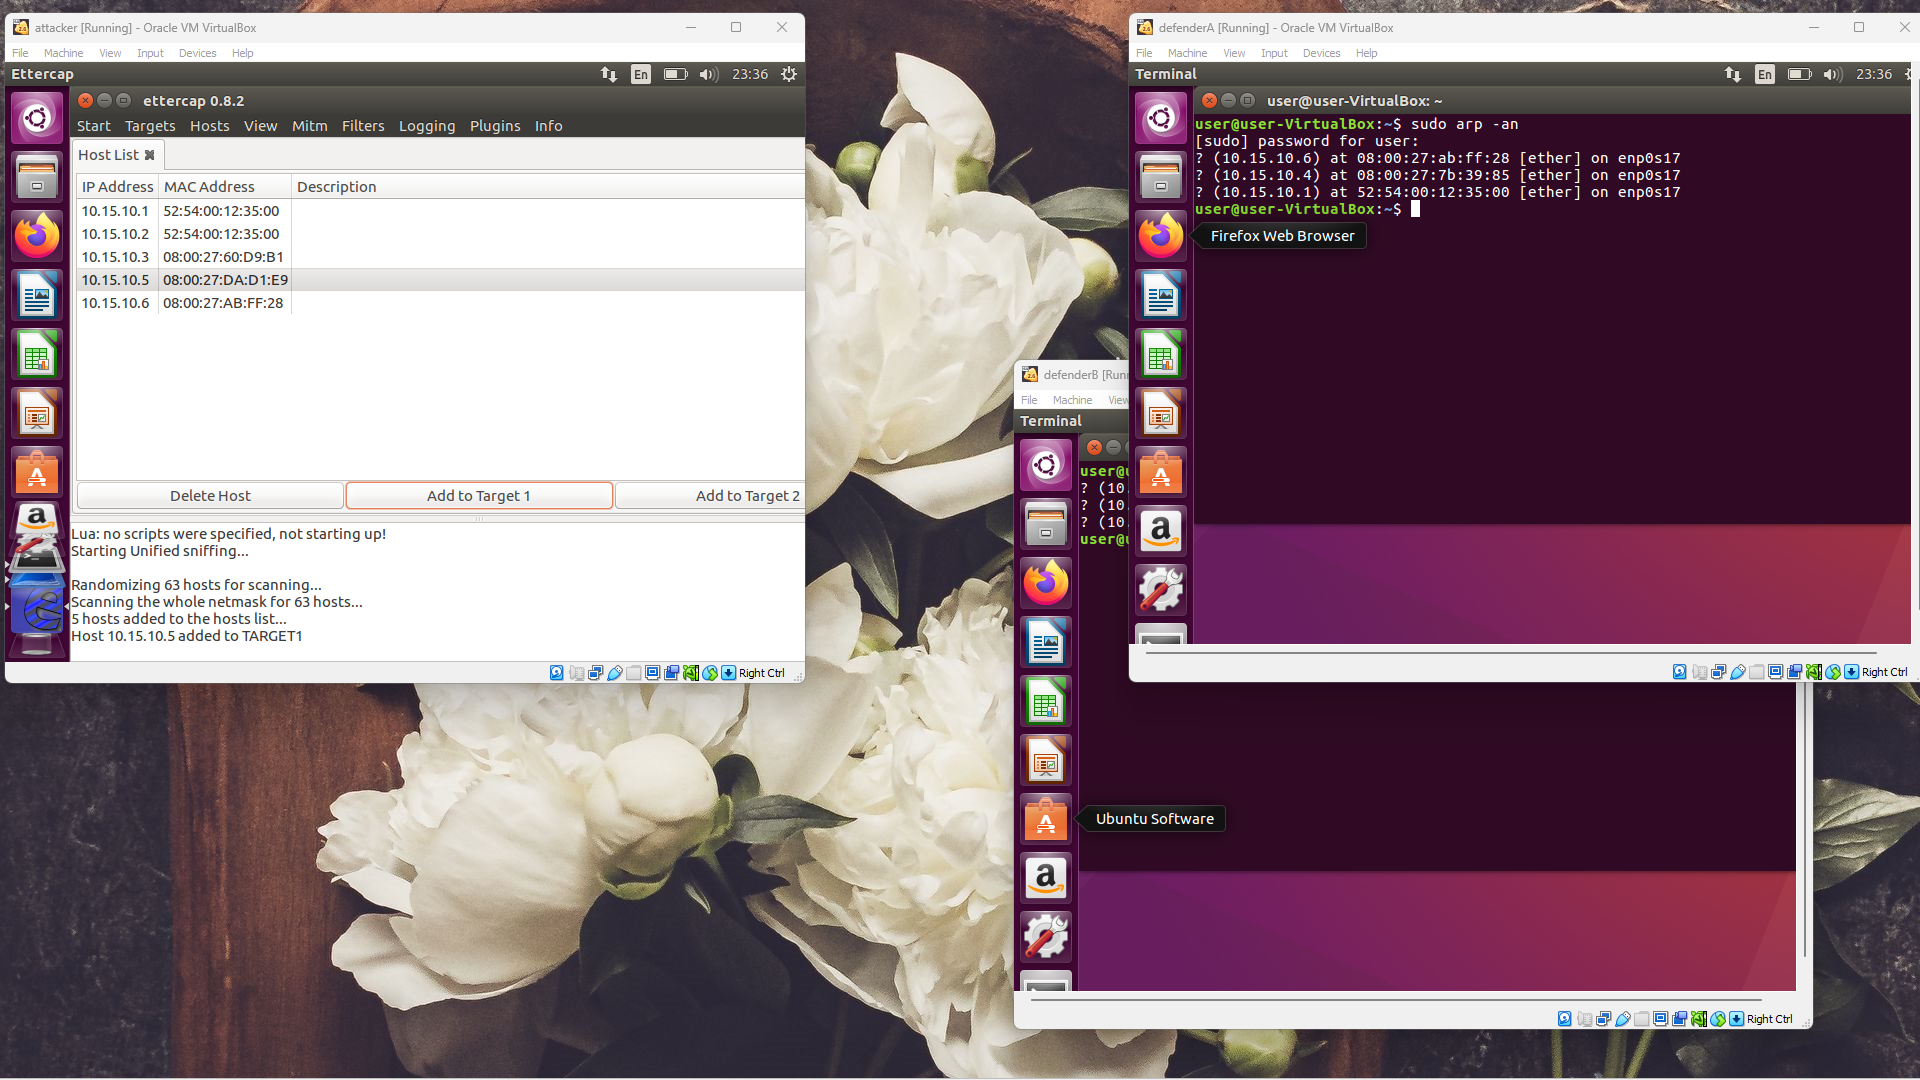 attacker [Running] - Oracle VM VirtualBox
File Machine View Input Devices Help
Ettercap
En
23:36
ettercap 0.8.2
Start Targets Hosts View Mitm Filters Logging Plugins Info
Host List
IP Address MAC Address Description
10.15.10.1 52:54:00:12:35:00
10.15.10.2 52:54:00:12:35:00
10.15.10.3 08:00:27:60:D9:B1
10.15.10.5 08:00:27:DA:D1:E9
10.15.10.6 08:00:27:AB:FF:28
Delete Host Add to Target 1 Add to Target 2
Lua: no scripts were specified, not starting up!
Starting Unified sniffing...
Randomizing 63 hosts for scanning...
Scanning the whole netmask for 63 hosts...
5 hosts added to the hosts list...
Host 10.15.10.5 added to TARGET1
Right Ctrl
defenderA [Running] - Oracle VM VirtualBox
File Machine View Input Devices Help
Terminal
En
23:36
user@user-VirtualBox: ~
user@user-VirtualBox:~$ sudo arp -an
[sudo] password for user:
? (10.15.10.6) at 08:00:27:ab:ff:28 [ether] on enp0s17
? (10.15.10.4) at 08:00:27:7b:39:85 [ether] on enp0s17
? (10.15.10.1) at 52:54:00:12:35:00 [ether] on enp0s17
user@user-VirtualBox:~$
Firefox Web Browser
Right Ctrl
defenderB [Runn
File Machine View
Terminal
user@u
? (10.
? (10.
? (10.
user@u
Ubuntu Software
Right Ctrl